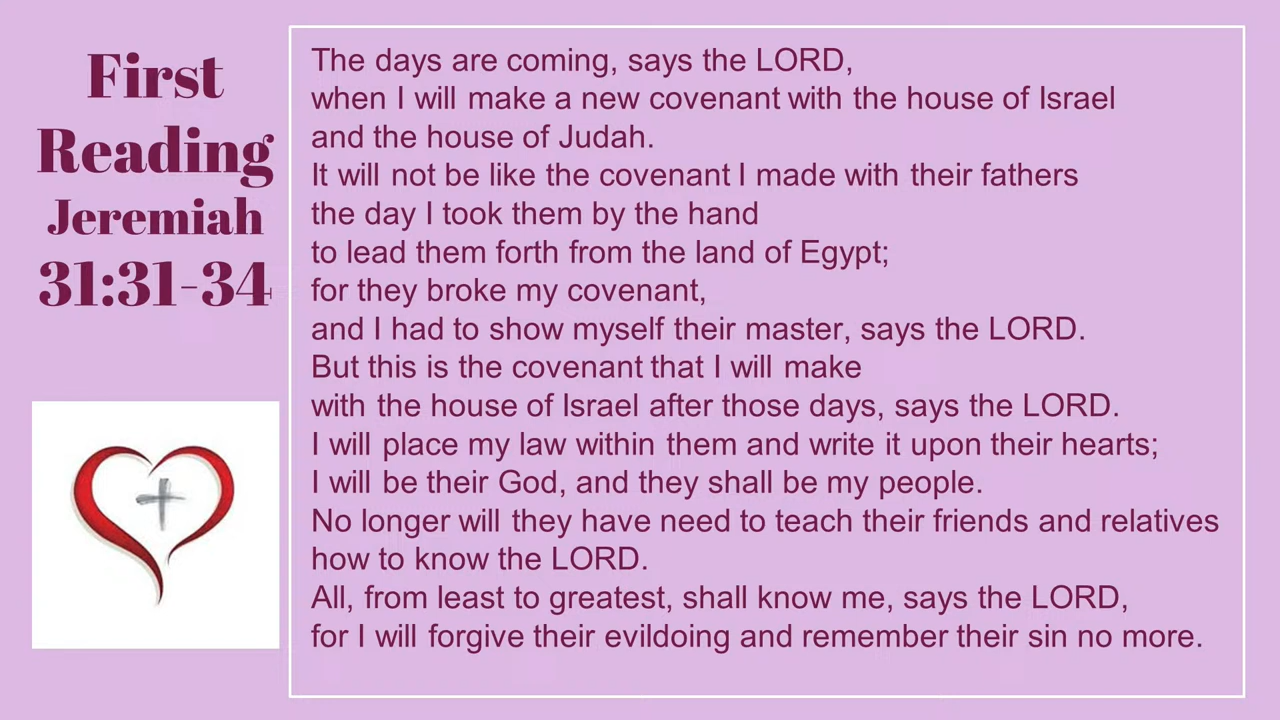 First
Reading
Jeremiah
31:31-34
The days are coming, says the LORD,
when I will make a new covenant with the house of Israel
and the house of Judah.
It will not be like the covenant I made with their fathers
the day I took them by the hand
to lead them forth from the land of Egypt;
for they broke my covenant,
and I had to show myself their master, says the LORD.
But this is the covenant that I will make
with the house of Israel after those days, says the LORD.
I will place my law within them and write it upon their hearts;
I will be their God, and they shall be my people.
No longer will they have need to teach their friends and relatives
how to know the LORD.
All, from least to greatest, shall know me, says the LORD,
for I will forgive their evildoing and remember their sin no more.